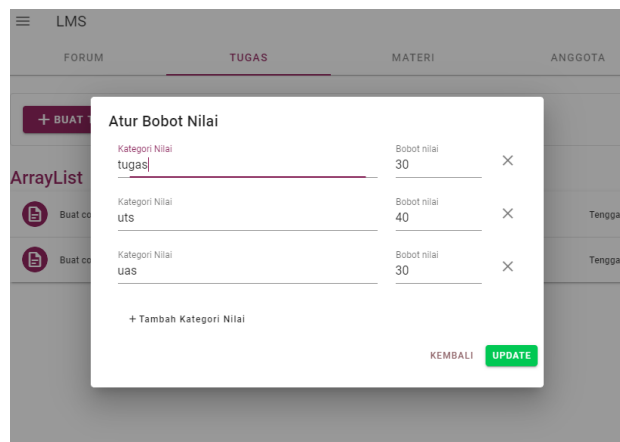 LMS
FORUM TUGAS MATERI ANGGOTA
+ BUAT T
Atur Bobot Nilai
Kategori Nilai Bobot nilai
tugas 30
ArrayList
Kategori Nilai Bobot nilai
Buat co uts 40 Tengga
Kategori Nilai Bobot nilai
Buat co uas 30 Tengga
+ Tambah Kategori Nilai
KEMBALI UPDATE